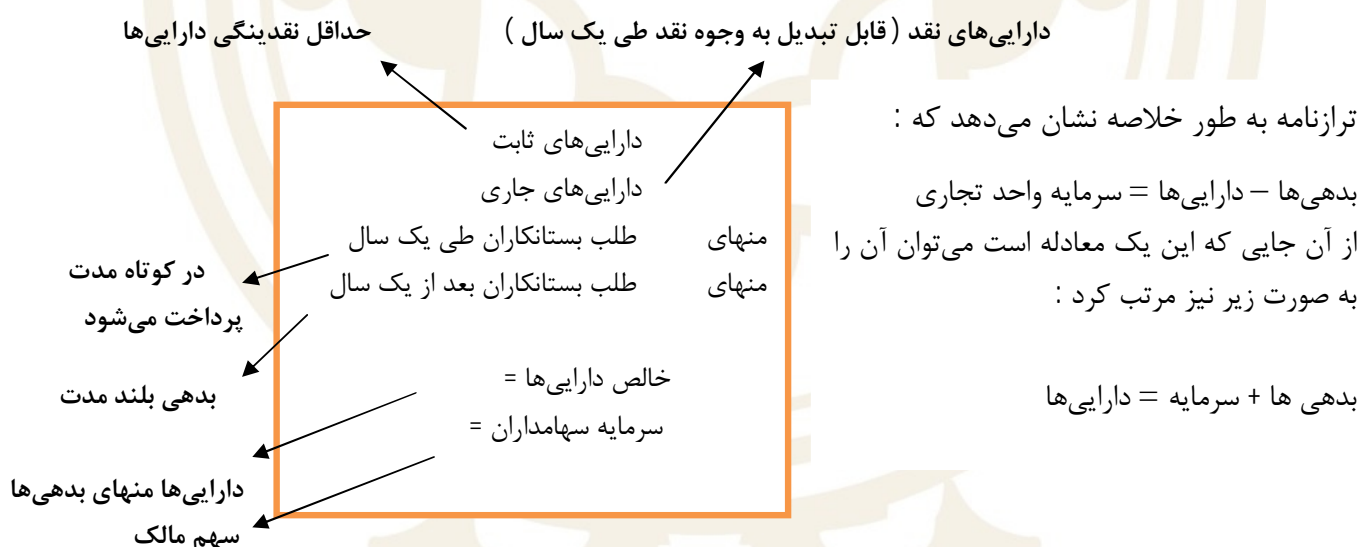 دارایی‌های نقد ( قابل تبدیل به وجوه نقد طی یک سال )
حداقل نقدینگی دارایی‌ها
ترازنامه به طور خلاصه نشان می‌دهد که :
بدهی‌ها – دارایی‌ها = سرمایه واحد تجاری
از آن جایی که این یک معادله است می‌توان آن را
به صورت زیر نیز مرتب کرد :
بدهی ها + سرمایه = دارایی‌ها
دارایی‌های ثابت
دارایی‌های جاری
منهای طلب بستانکاران طی یک سال
منهای طلب بستانکاران بعد از یک سال
خالص دارایی‌ها =
سرمایه سهامداران =
در کوتاه مدت
پرداخت می‌شود
بدهی بلند مدت
دارایی‌ها منهای بدهی‌ها
سهم مالک